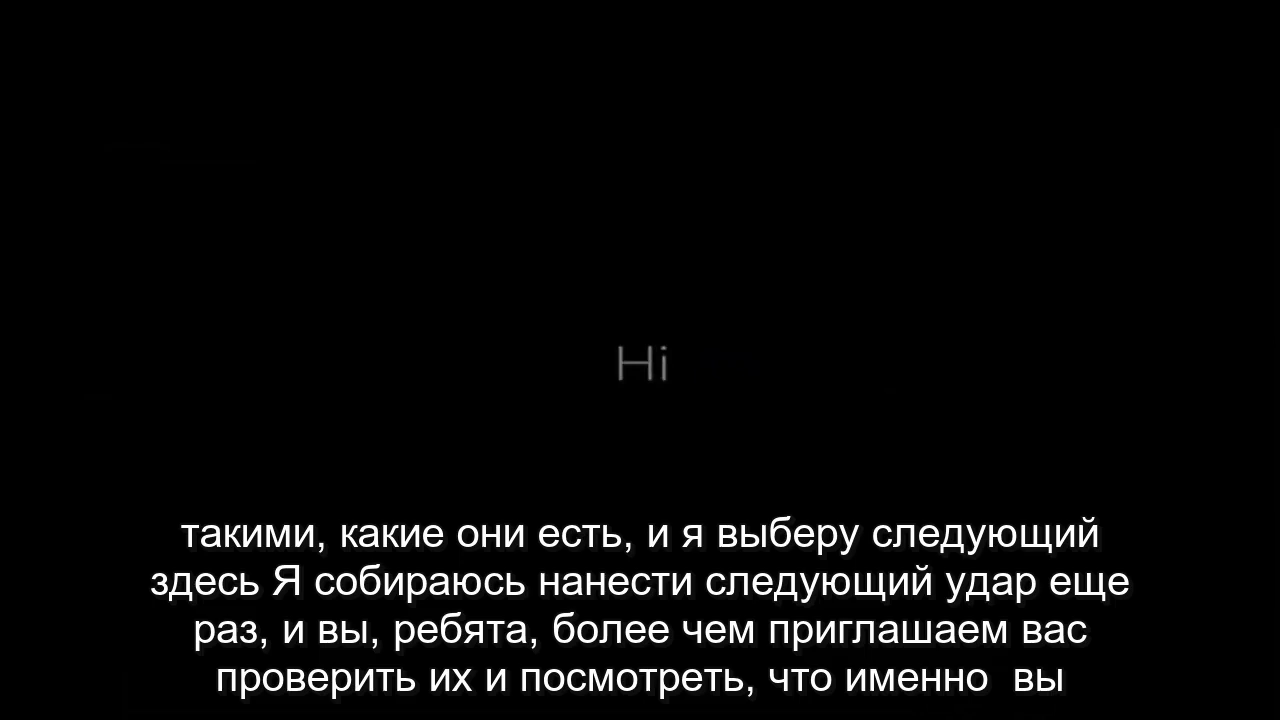 Hi
такими, какие они есть, и я выберу следующий
здесь Я собираюсь нанести следующий удар еще
раз, и вы, ребята, более чем приглашаем вас
проверить их и посмотреть, что именно  вы